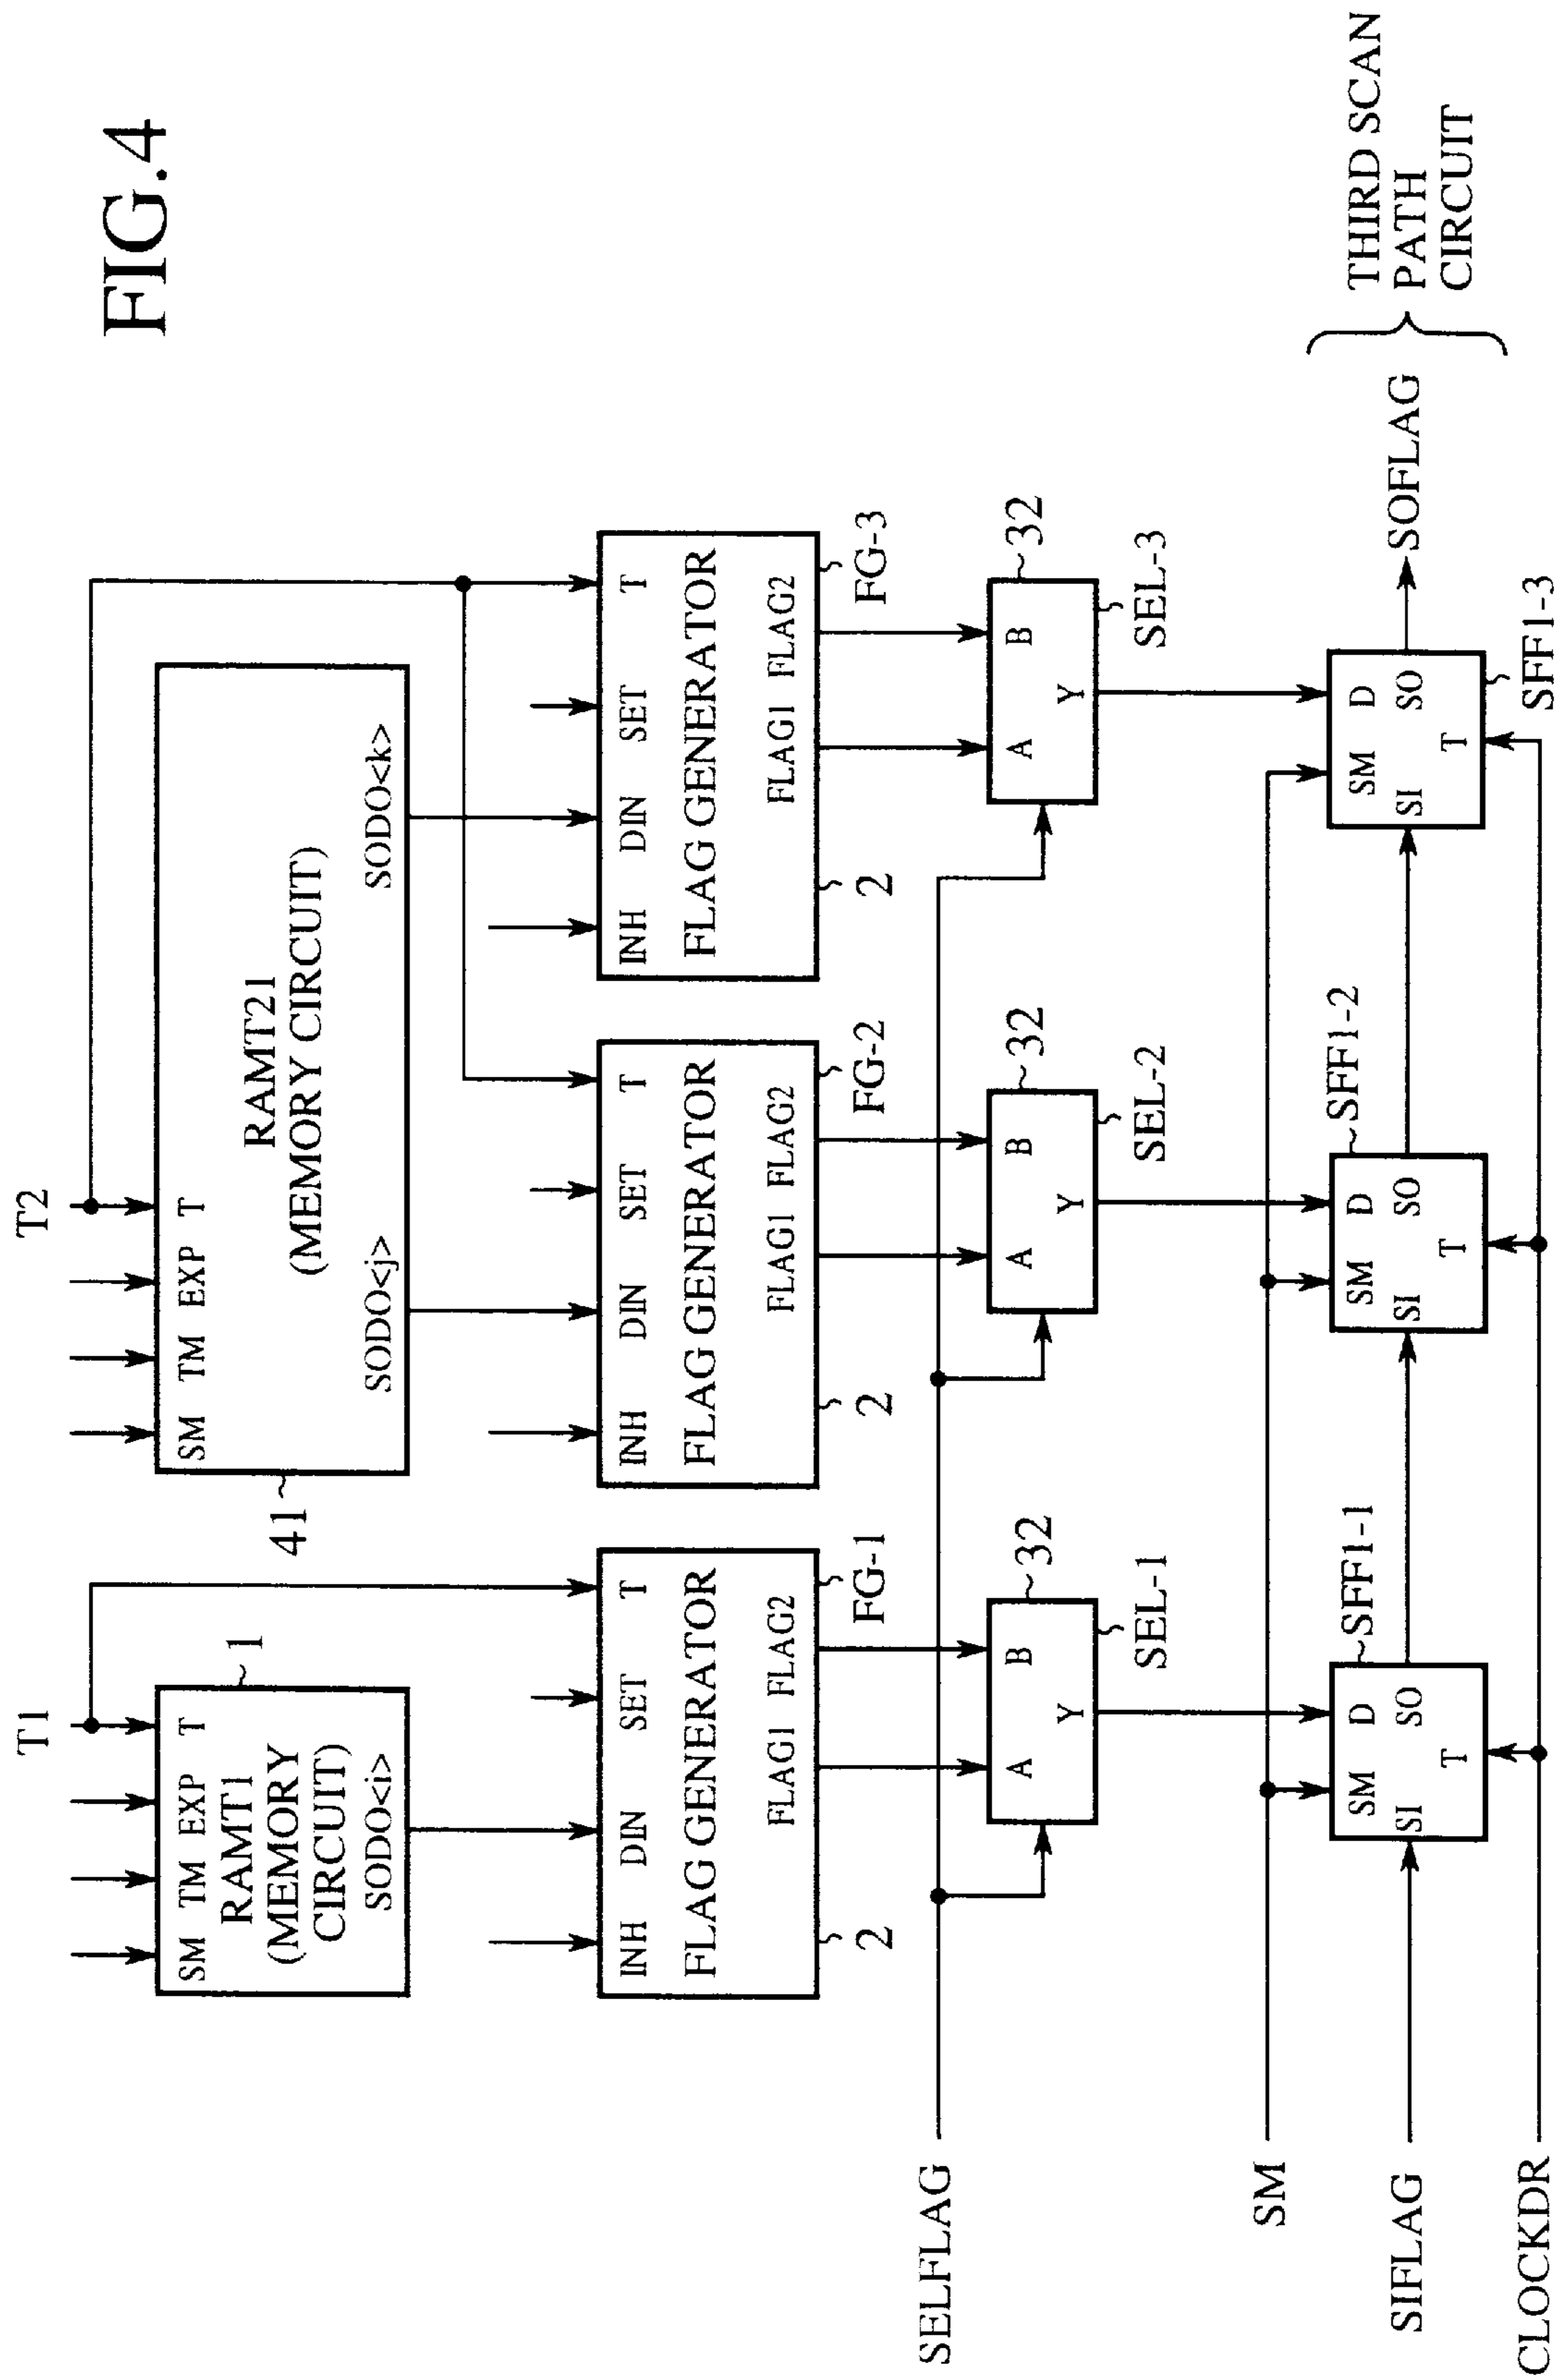 FIG.4
T1
T2
SM TM EXP T
RAMT1
(MEMORY
CIRCUIT)
SODO<i>
1
SM TM EXP T
RAMT21
(MEMORY CIRCUIT)
SODO<j>
SODO<k>
41
INH DIN SET T
FLAG GENERATOR
FLAG1 FLAG2
2
FG-1
INH DIN SET T
FLAG GENERATOR
FLAG1 FLAG2
2
FG-2
INH DIN SET T
FLAG GENERATOR
FLAG1 FLAG2
2
FG-3
SELFLAG
A B
Y
32
SEL-1
A B
Y
32
SEL-2
A B
Y
32
SEL-3
SM
SIFLAG
CLOCKDR
SM D
SI SO
T
SFF1-1
SM D
SI SO
T
SFF1-2
SM D
SI SO
T
SFF1-3
SOFLAG
THIRD SCAN
PATH
CIRCUIT